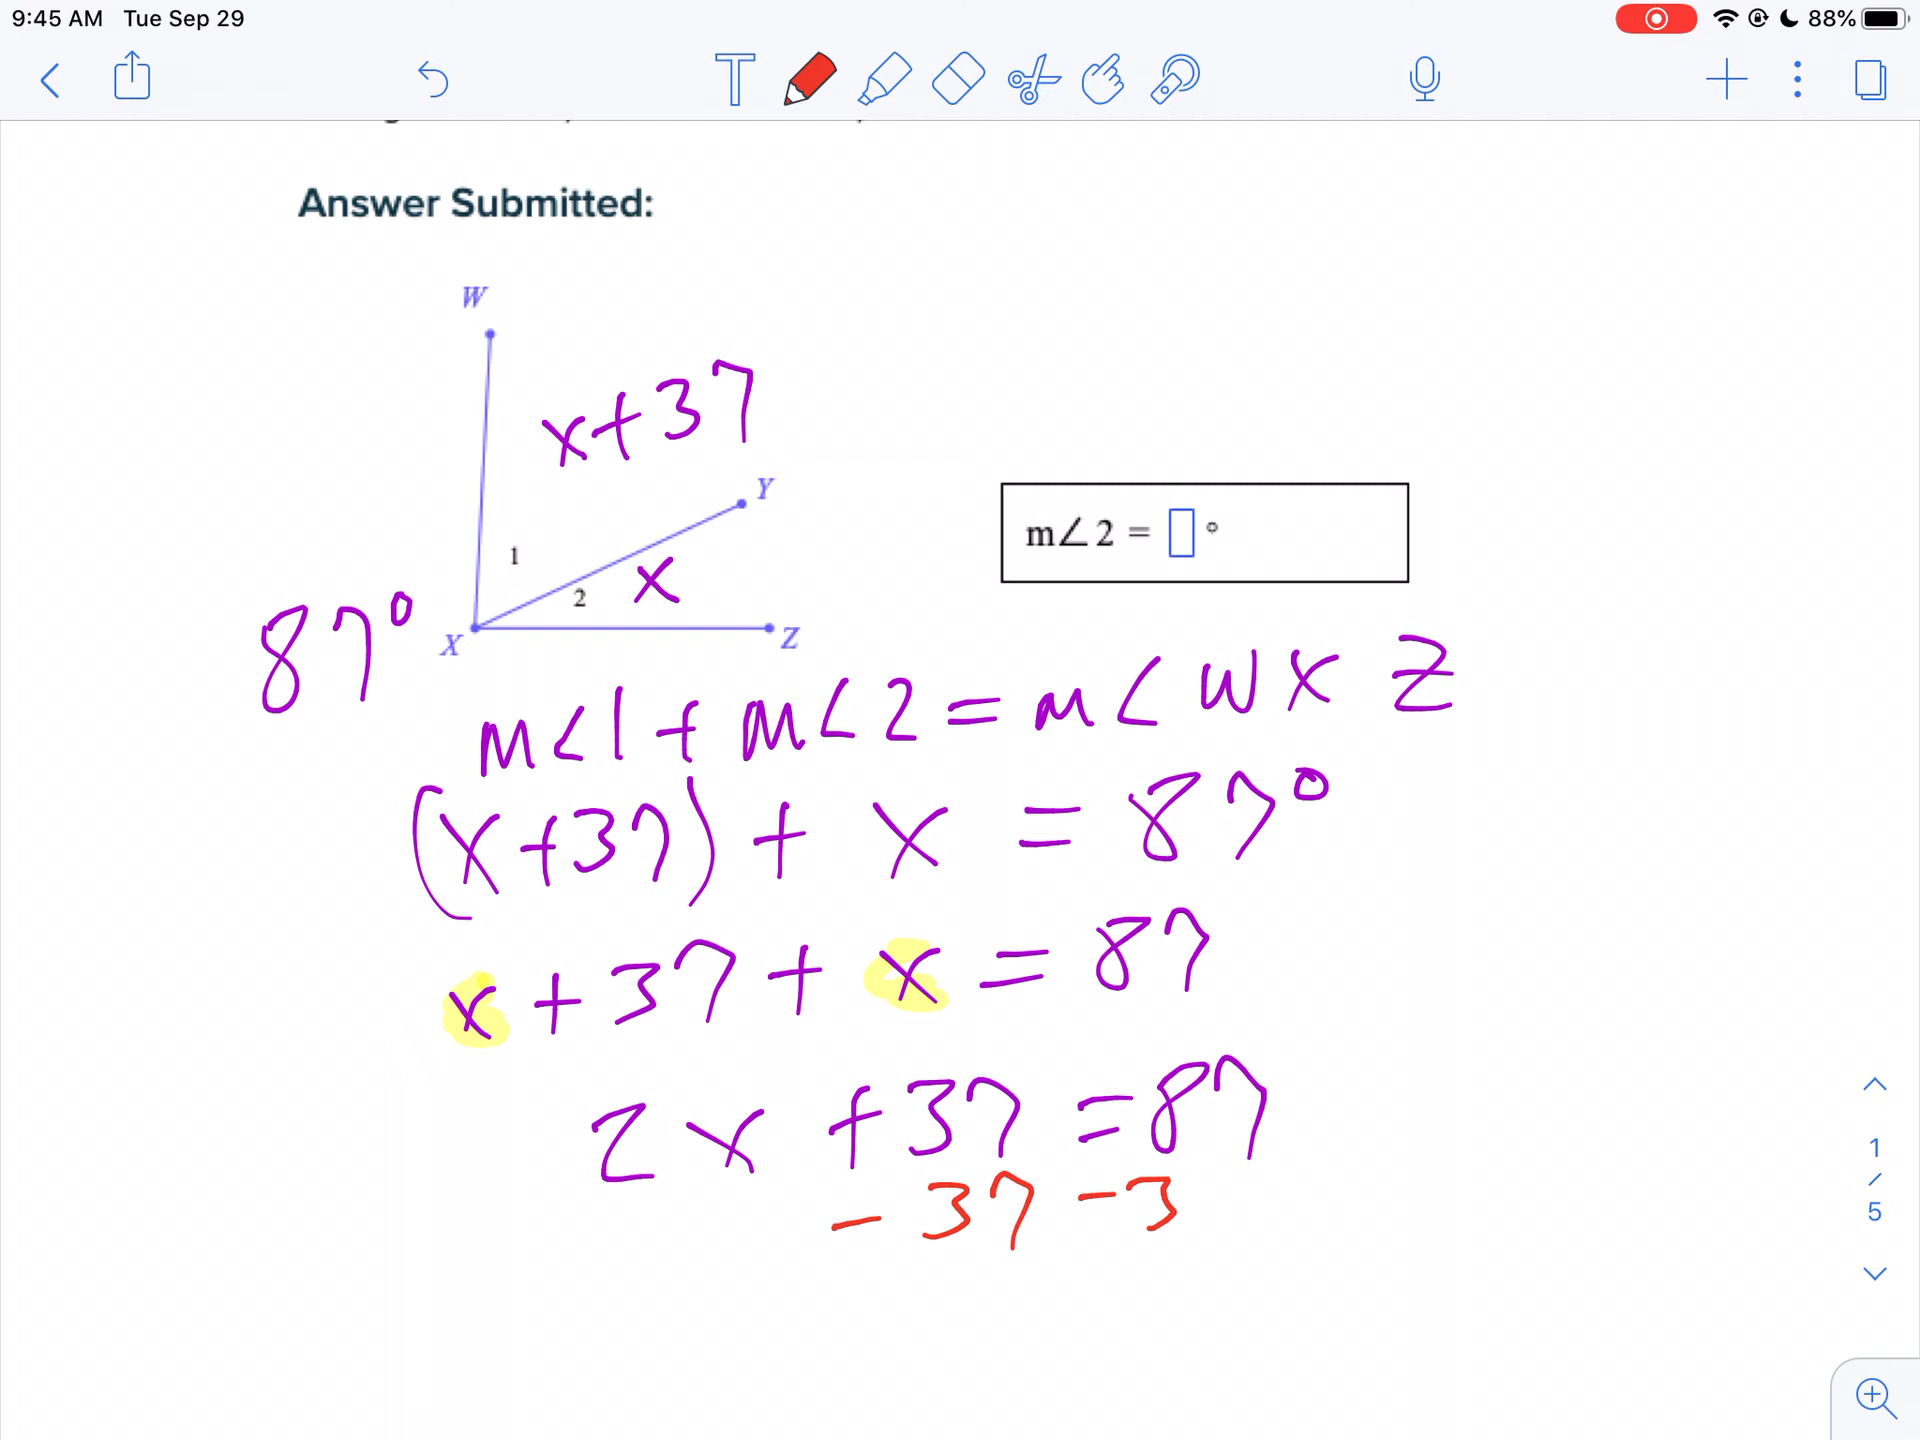 9:45 AM Tue Sep 29
88%
T
Answer Submitted:
W
x+37
Y
m∠2 = °
1
x
2
87°
X
Z
m<1 + m<2 = m< W X Z
(x+37) + x = 87°
x + 37 + x = 87
2x + 37 = 87
- 37 - 3
1
/
5